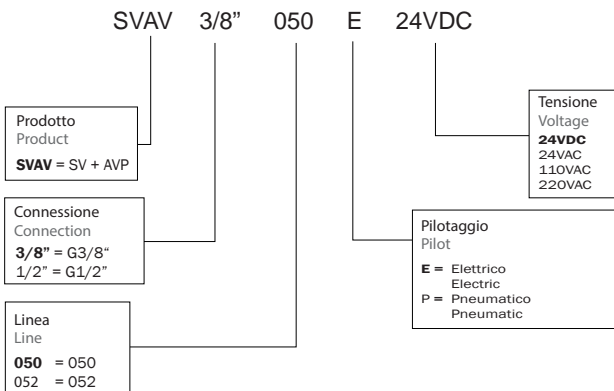 SVAV 3/8” 050 E 24VDC
Prodotto
Product
SVAV = SV + AVP
Connessione
Connection
3/8” = G3/8“
1/2” = G1/2”
Linea
Line
050 = 050
052 = 052
Tensione
Voltage
24VDC
24VAC
110VAC
220VAC
Pilotaggio
Pilot
E = Elettrico
Electric
P = Pneumatico
Pneumatic